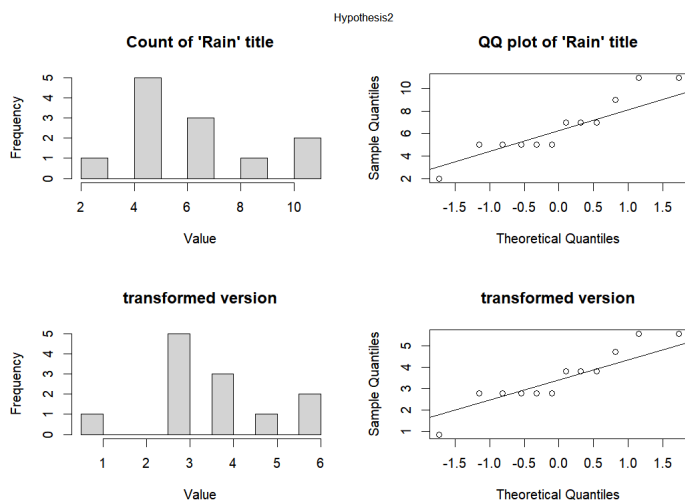 Hypothesis2
Count of 'Rain' title
Frequency
0 1 2 3 4 5
2 4 6 8 10
Value
QQ plot of 'Rain' title
Sample Quantiles
2 4 6 8 10
-1.5 -1.0 -0.5 0.0 0.5 1.0 1.5
Theoretical Quantiles
transformed version
Frequency
0 1 2 3 4 5
1 2 3 4 5 6
Value
transformed version
Sample Quantiles
1 2 3 4 5
-1.5 -1.0 -0.5 0.0 0.5 1.0 1.5
Theoretical Quantiles